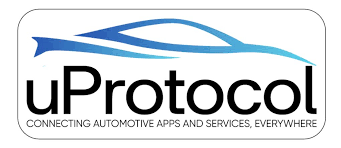 uProtocol
CONNECTING AUTOMOTIVE APPS AND SERVICES, EVERYWHERE